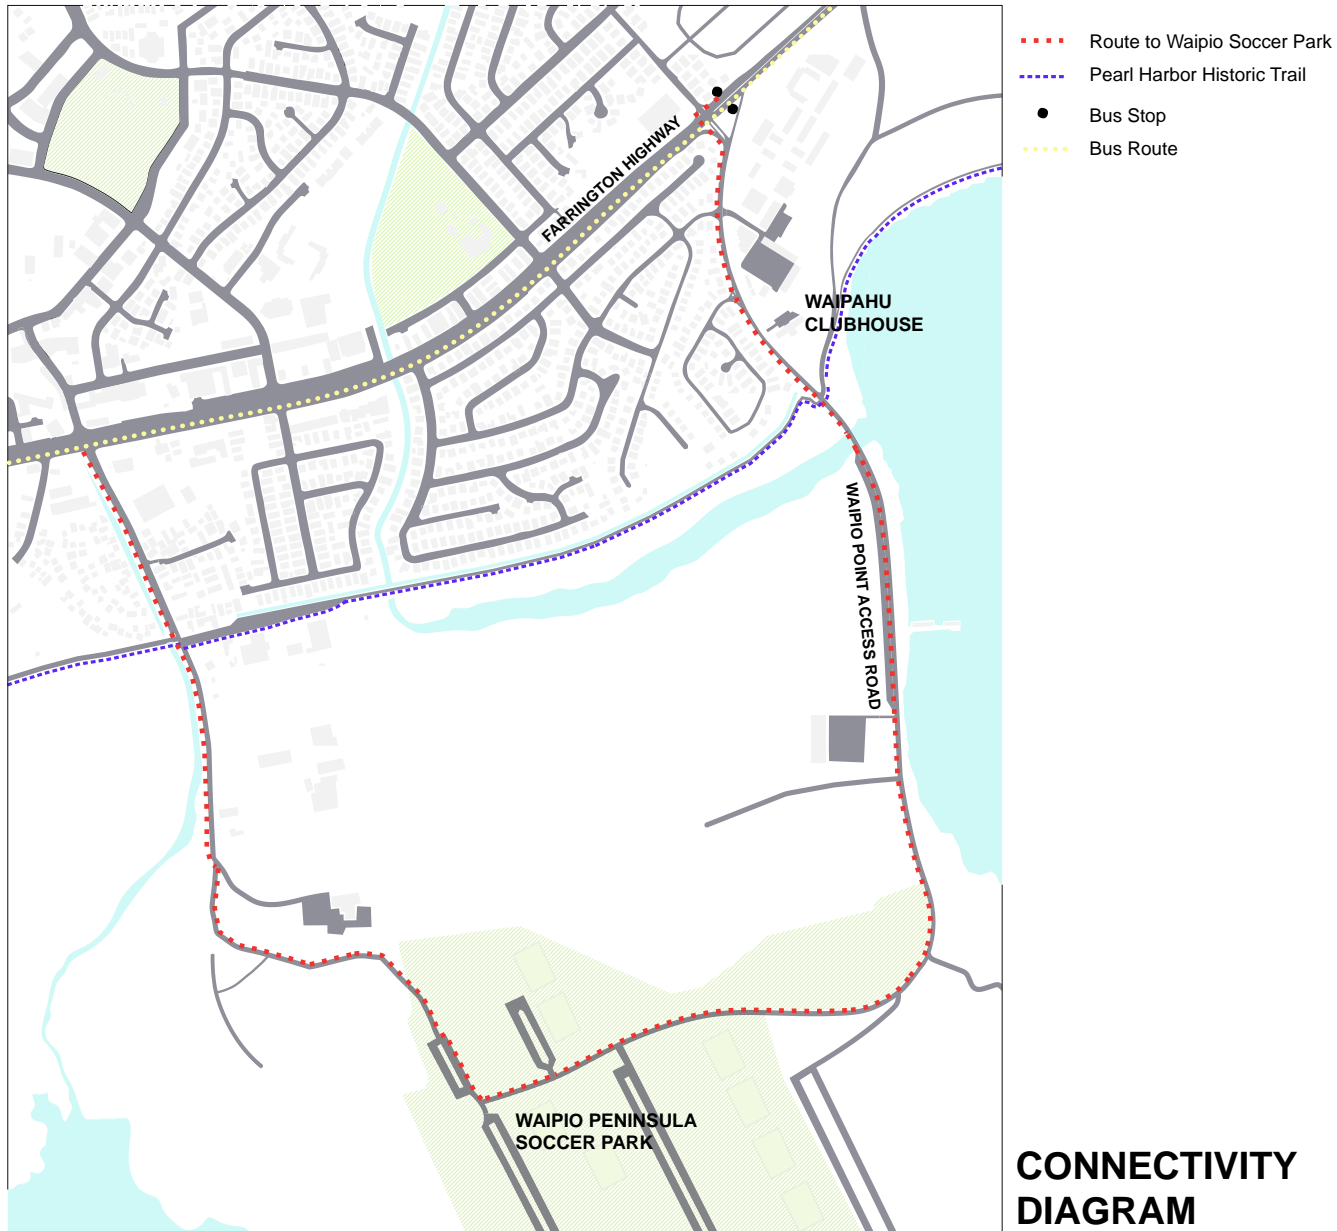 Route to Waipio Soccer Park
Pearl Harbor Historic Trail
Bus Stop
Bus Route
FARRINGTON HIGHWAY
WAIPAHU
CLUBHOUSE
WAIPIO POINT ACCESS ROAD
WAIPIO PENINSULA
SOCCER PARK
CONNECTIVITY
DIAGRAM